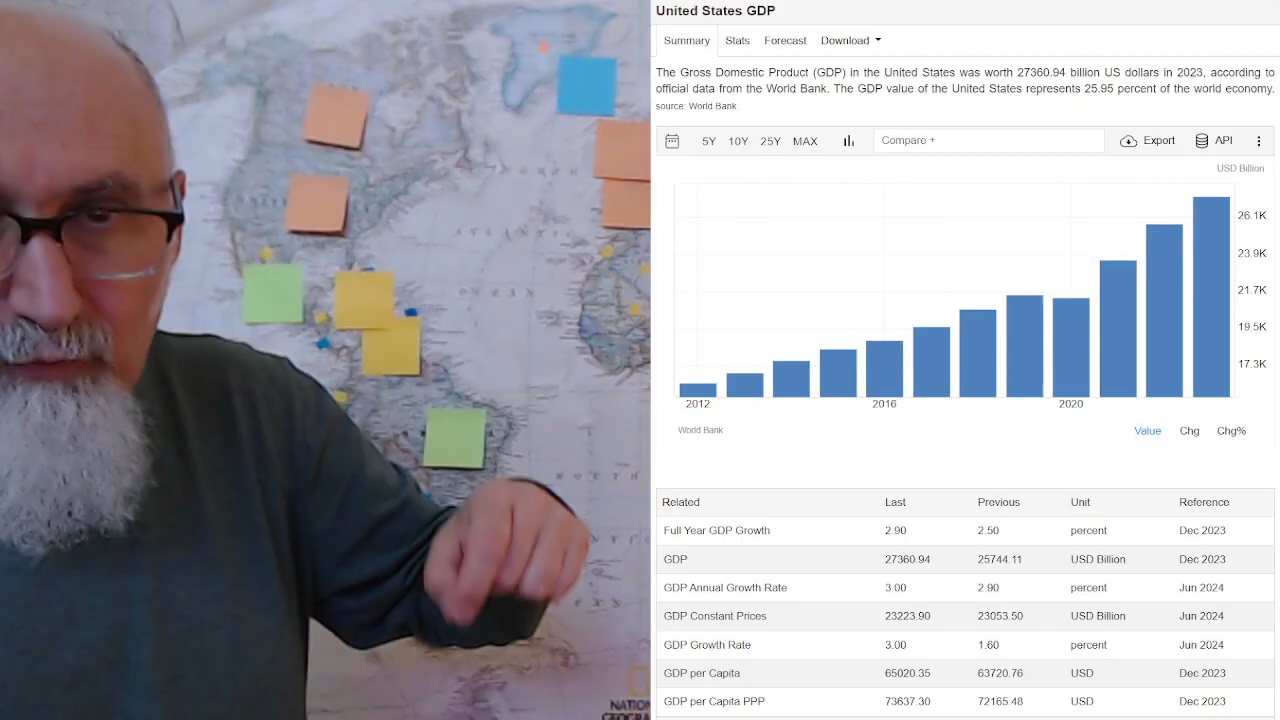 United States GDP
Summary Stats Forecast Download
The Gross Domestic Product (GDP) in the United States was worth 27360.94 billion US dollars in 2023, according to
official data from the World Bank. The GDP value of the United States represents 25.95 percent of the world economy.
source: World Bank
5Y 10Y 25Y MAX Compare + Export API
USD Billion
26.1K
23.9K
21.7K
19.5K
17.3K
2012 2016 2020
World Bank Value Chg Chg%
Related Last Previous Unit Reference
Full Year GDP Growth 2.90 2.50 percent Dec 2023
GDP 27360.94 25744.11 USD Billion Dec 2023
GDP Annual Growth Rate 3.00 2.90 percent Jun 2024
GDP Constant Prices 23223.90 23053.50 USD Billion Jun 2024
GDP Growth Rate 3.00 1.60 percent Jun 2024
GDP per Capita 65020.35 63720.76 USD Dec 2023
GDP per Capita PPP 73637.30 72165.48 USD Dec 2023
NORTH
ATLANTIC
OCEAN